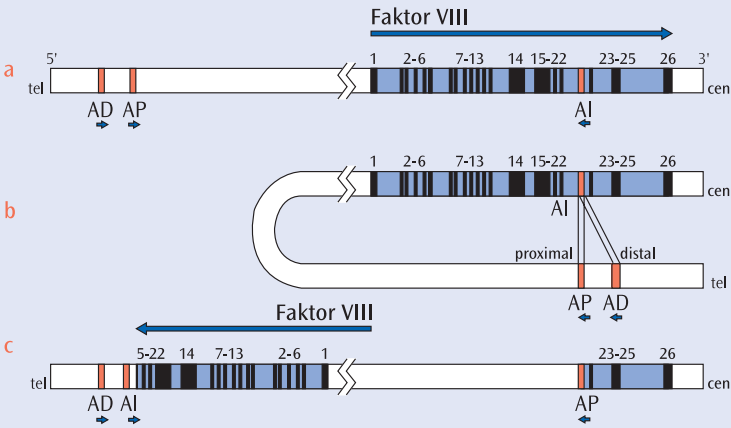 Faktor VIII
5' 1 2-6 7-13 14 15-22 23-25 26 3'
a
tel cen
AD AP AI
1 2-6 7-13 14 15-22 23-25 26
cen
b
AI
proximal distal
tel
AP AD
Faktor VIII
c
5-22 14 7-13 2-6 1 23-25 26
tel cen
AD AI AP